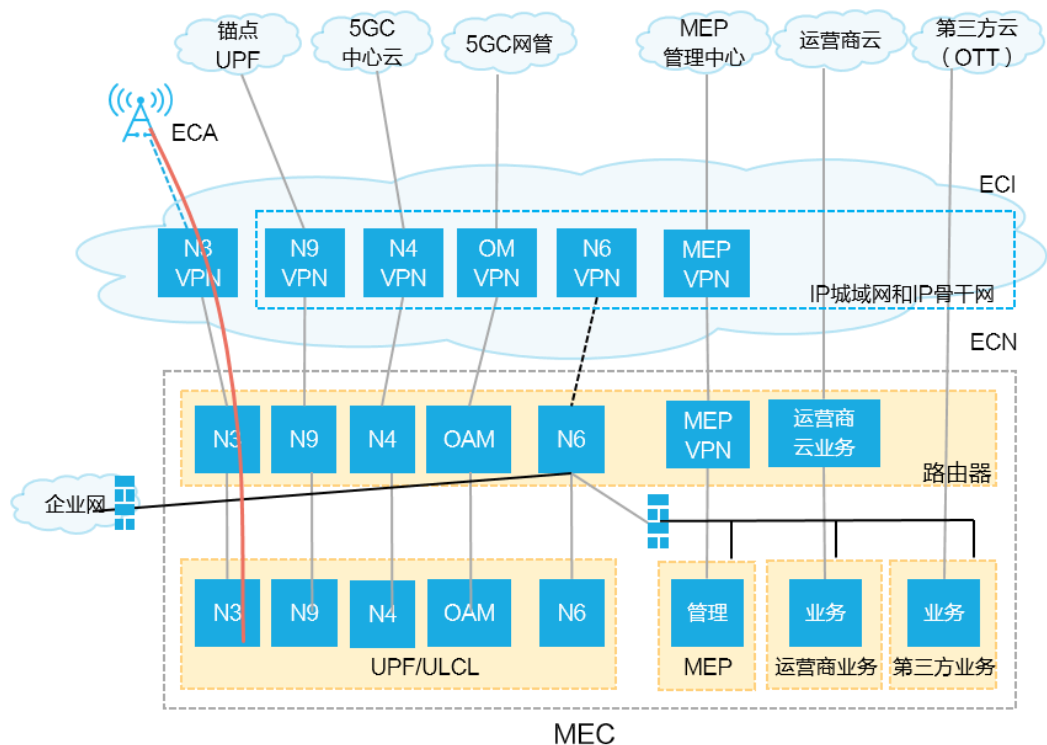 锚点
UPF
5GC
中心云
5GC网管
MEP
管理中心
运营商云
第三方云
（OTT）
ECA
ECI
N3
VPN
N9
VPN
N4
VPN
OM
VPN
N6
VPN
MEP
VPN
IP城域网和IP骨干网
ECN
N3
N9
N4
OAM
N6
MEP
VPN
运营商
云业务
路由器
企业网
N3
N9
N4
OAM
N6
管理
业务
业务
UPF/ULCL
MEP
运营商业务
第三方业务
MEC